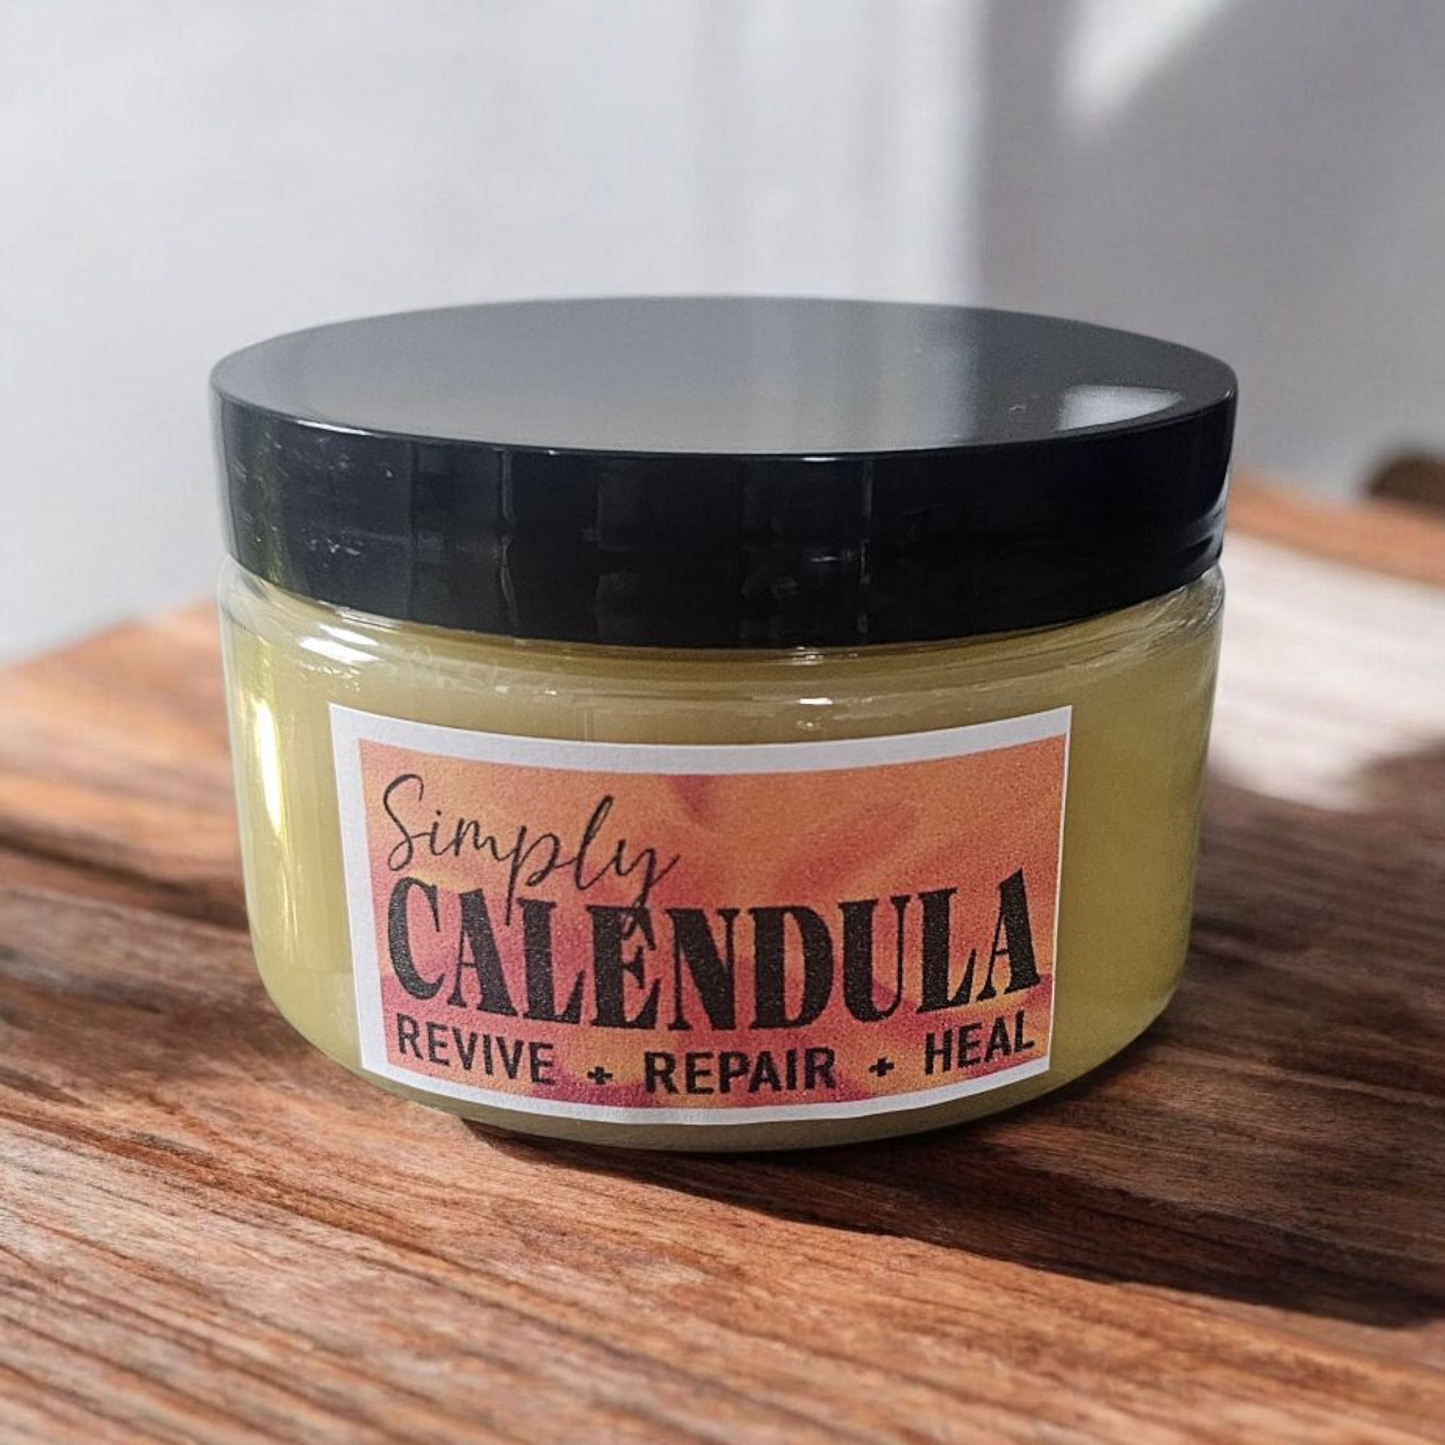 Simply
CALENDULA
REVIVE + REPAIR + HEAL